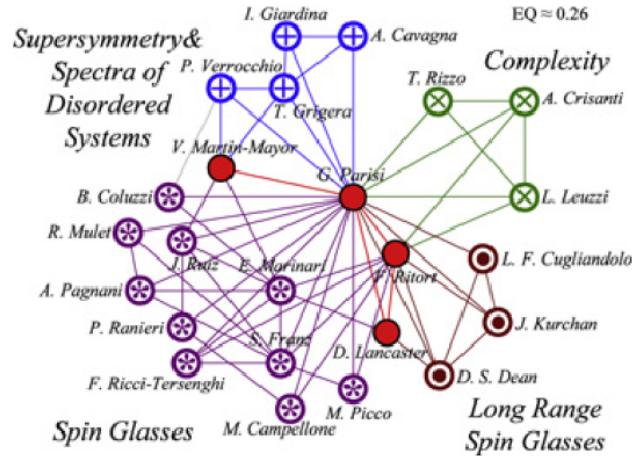 I. Giardina
EQ ≈ 0.26
Supersymmetry&
Spectra of
Disordered
Systems
A. Cavagna
P. Verrocchio
Complexity
T. Rizzo
A. Crisanti
T. Grigera
V. Martin-Mayor
G. Parisi
B. Coluzzi
L. Leuzzi
R. Mulet
J. Ruiz
E. Marinari
F. Ritort
L. F. Cugliandolo
A. Pagnani
P. Ranieri
S. Franz
J. Kurchan
D. Lancaster
F. Ricci-Tersenghi
D. S. Dean
M. Picco
M. Campellone
Spin Glasses
Long Range
Spin Glasses